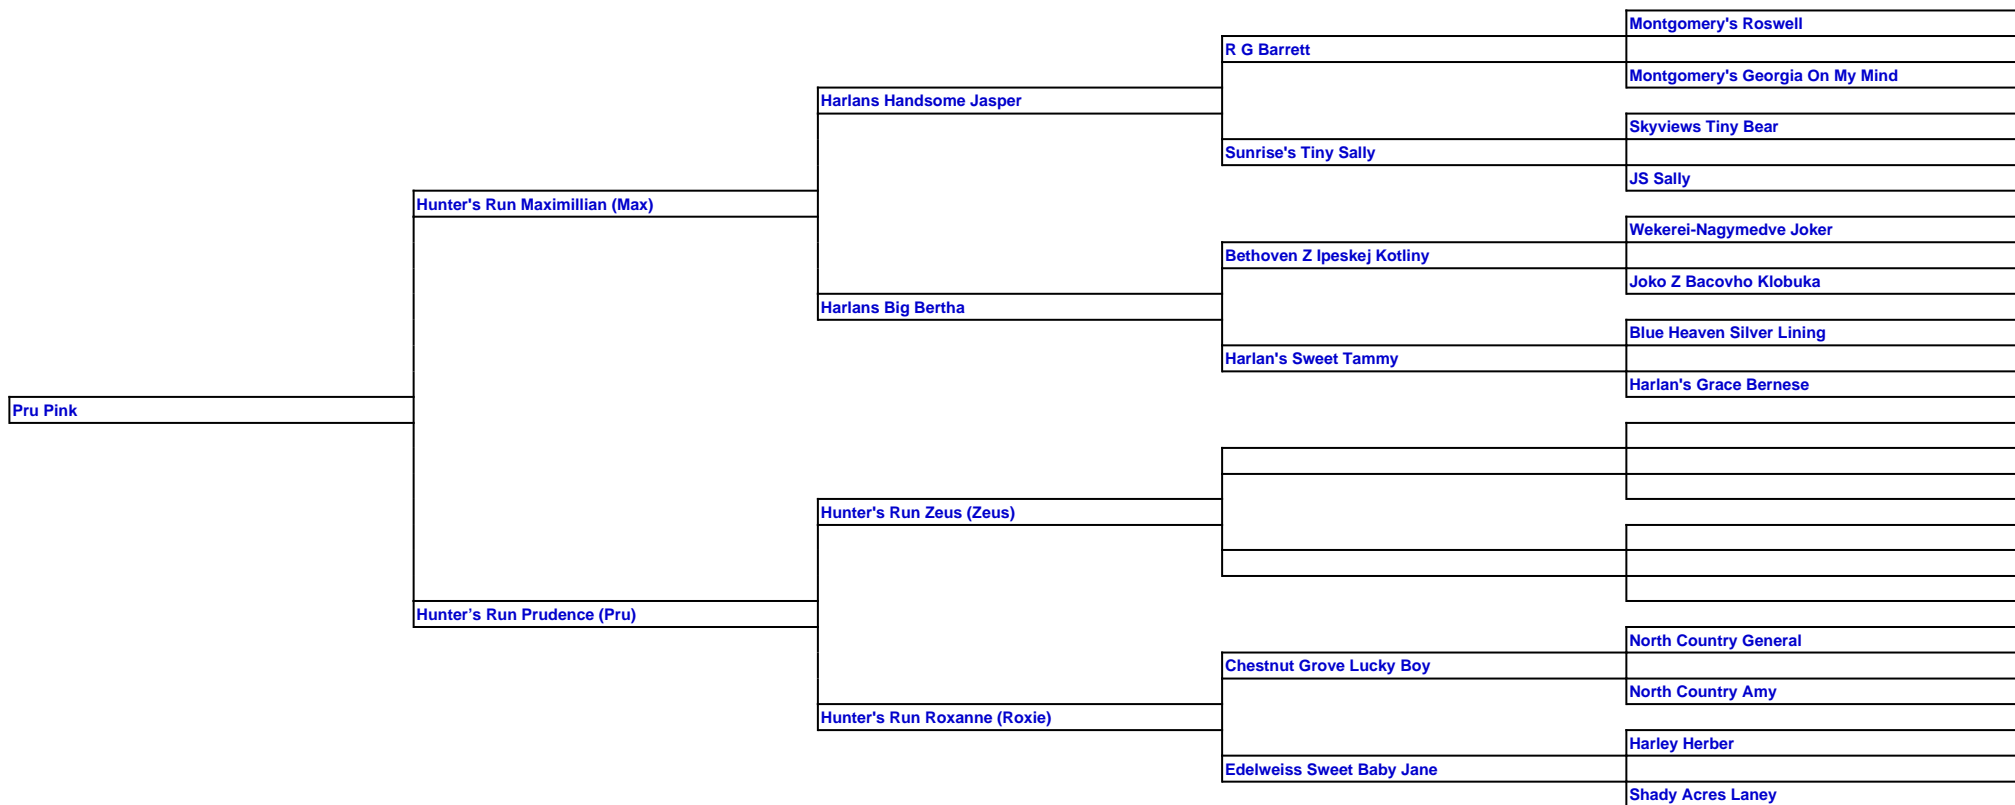 Montgomery's Roswell
R G Barrett
Montgomery's Georgia On My Mind
Harlans Handsome Jasper
Skyviews Tiny Bear
Sunrise's Tiny Sally
JS Sally
Hunter's Run Maximillian (Max)
Wekerei-Nagymedve Joker
Bethoven Z Ipeskej Kotliny
Joko Z Bacovho Klobuka
Harlans Big Bertha
Blue Heaven Silver Lining
Harlan's Sweet Tammy
Harlan's Grace Bernese
Pru Pink
Hunter's Run Zeus (Zeus)
Hunter’s Run Prudence (Pru)
North Country General
Chestnut Grove Lucky Boy
North Country Amy
Hunter's Run Roxanne (Roxie)
Harley Herber
Edelweiss Sweet Baby Jane
Shady Acres Laney